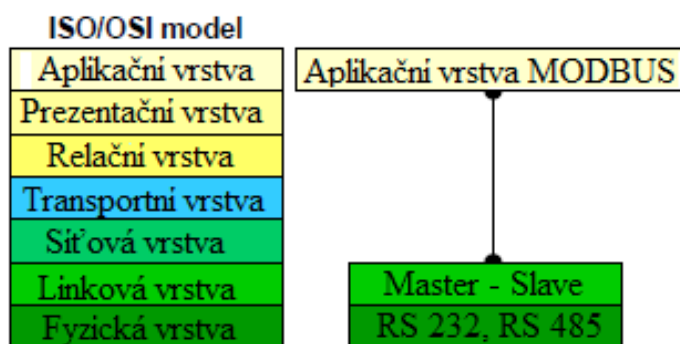 ISO/OSI model
Aplikační vrstva
Prezentační vrstva
Relační vrstva
Transportní vrstva
Síťová vrstva
Linková vrstva
Fyzická vrstva
Aplikační vrstva MODBUS
Master - Slave
RS 232, RS 485